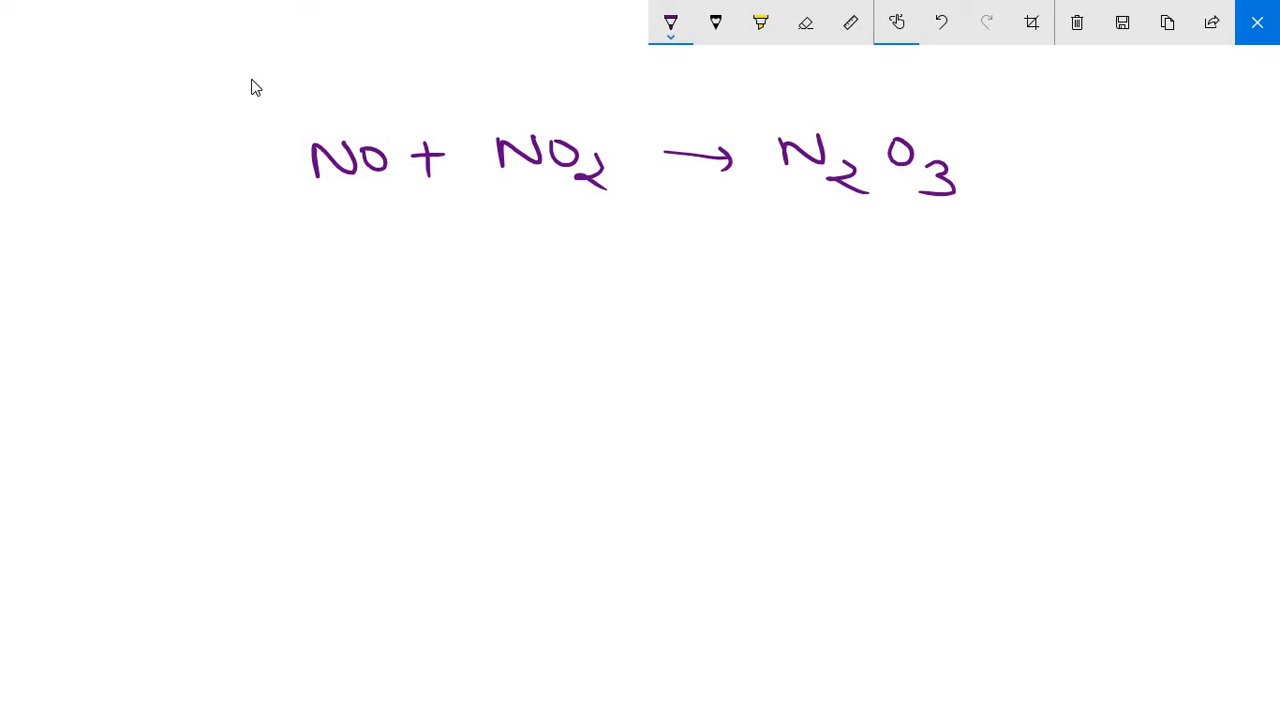 NO + NO₂ → N₂O₃